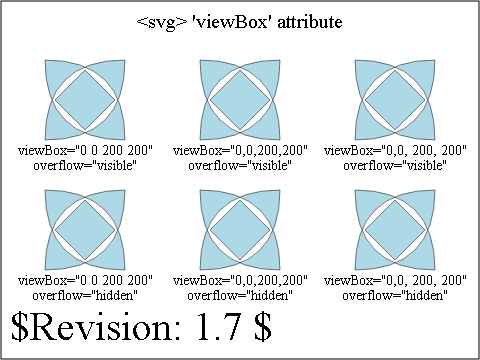 <svg> 'viewBox' attribute
viewBox="0 0 200 200"
overflow="visible"
viewBox="0,0,200,200"
overflow="visible"
viewBox="0,0, 200, 200"
overflow="visible"
viewBox="0 0 200 200"
overflow="hidden"
viewBox="0,0,200,200"
overflow="hidden"
viewBox="0,0, 200, 200"
overflow="hidden"
$Revision: 1.7 $